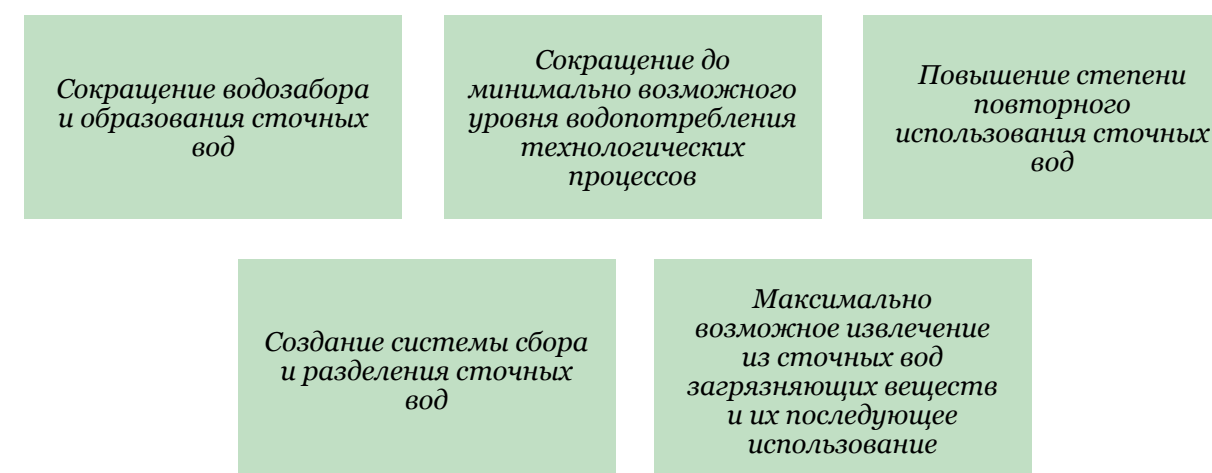 Сокращение водозабора
и образования сточных
вод
Сокращение до
минимально возможного
уровня водопотребления
технологических
процессов
Повышение степени
повторного
использования сточных
вод
Создание системы сбора
и разделения сточных
вод
Максимально
возможное извлечение
из сточных вод
загрязняющих веществ
и их последующее
использование